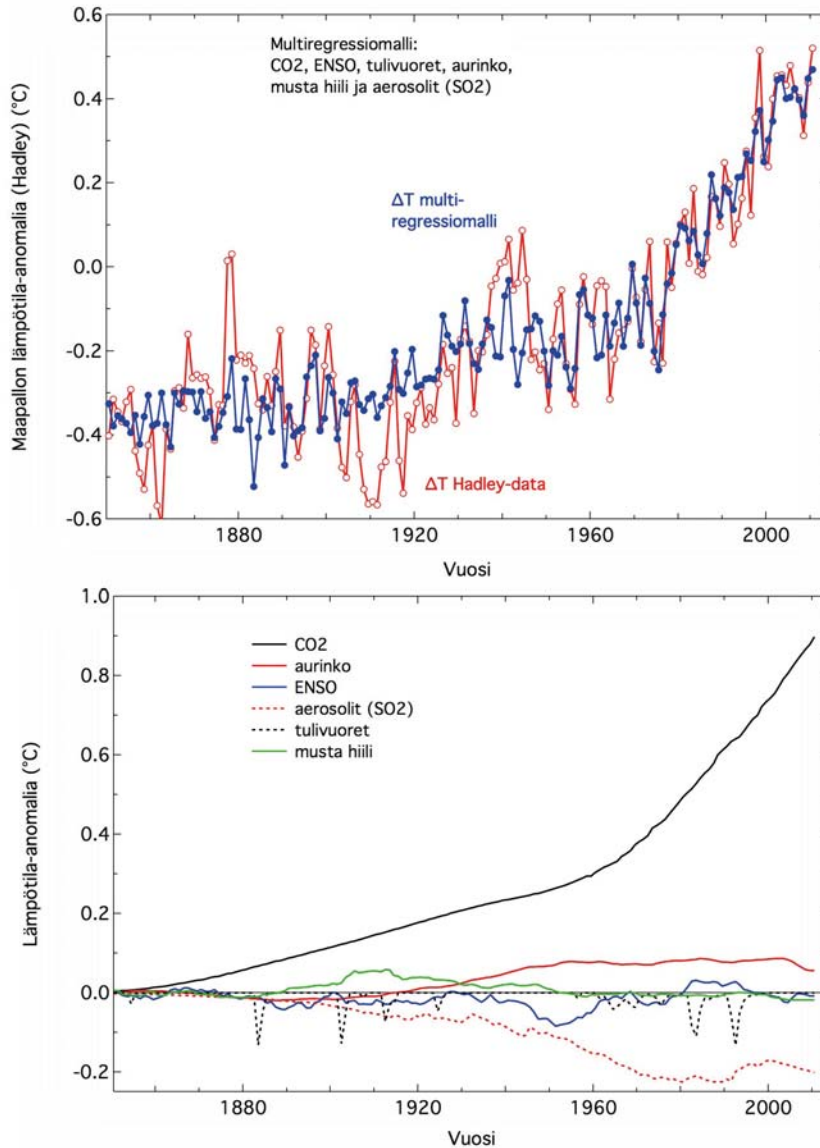 Multiregressiomalli:
CO2, ENSO, tulivuoret, aurinko,
musta hiili ja aerosolit (SO2)
ΔT multi-
regressiomalli
ΔT Hadley-data
Maapallon lämpötila-anomalia (Hadley) (°C)
0.6
0.4
0.2
0.0
-0.2
-0.4
-0.6
1880
1920
1960
2000
Vuosi
1.0
0.8
0.6
0.4
0.2
0.0
-0.2
Lämpötila-anomalia (°C)
CO2
aurinko
ENSO
aerosolit (SO2)
tulivuoret
musta hiili
1880
1920
1960
2000
Vuosi